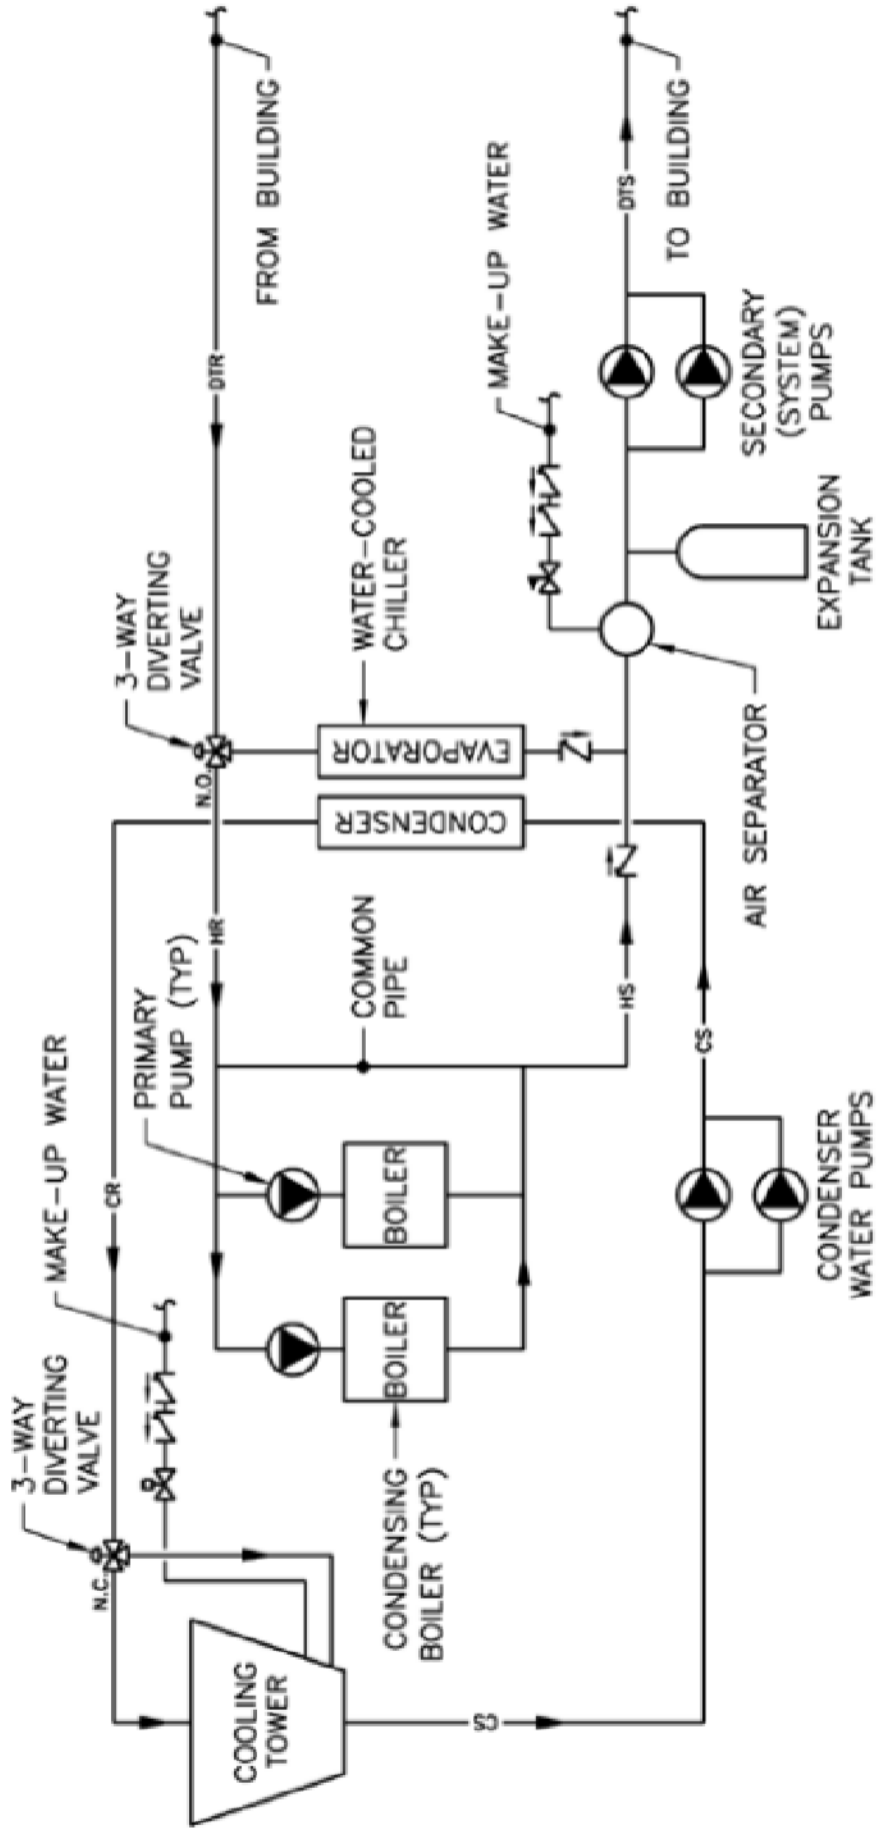 FROM BUILDING
DTR
3-WAY
DIVERTING
VALVE
N.O.
WATER-COOLED
CHILLER
EVAPORATOR
CONDENSER
MAKE-UP WATER
DTS
TO BUILDING
SECONDARY
(SYSTEM)
PUMPS
EXPANSION
TANK
AIR SEPARATOR
HR
PRIMARY
PUMP (TYP)
COMMON
PIPE
HS
CS
BOILER
BOILER
CONDENSING
BOILER (TYP)
CONDENSER
WATER PUMPS
CR
MAKE-UP WATER
3-WAY
DIVERTING
VALVE
N.C.
COOLING
TOWER
CS